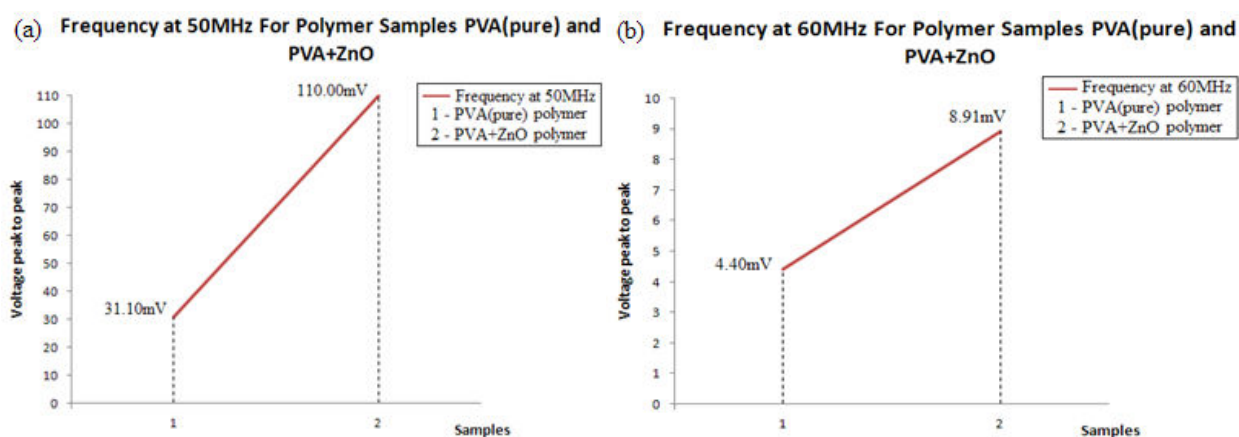 (a) Frequency at 50MHz For Polymer Samples PVA(pure) and
PVA+ZnO
110.00mV
Frequency at 50MHz
1 - PVA(pure) polymer
2 - PVA+ZnO polymer
110
100
90
80
70
60
50
40
30
20
10
0
Voltage peak to peak
31.10mV
1
2
Samples
(b) Frequency at 60MHz For Polymer Samples PVA(pure) and
PVA+ZnO
8.91mV
Frequency at 60MHz
1 - PVA(pure) polymer
2 - PVA+ZnO polymer
10
9
8
7
6
5
4
3
2
1
0
Voltage peak to peak
4.40mV
1
2
Samples